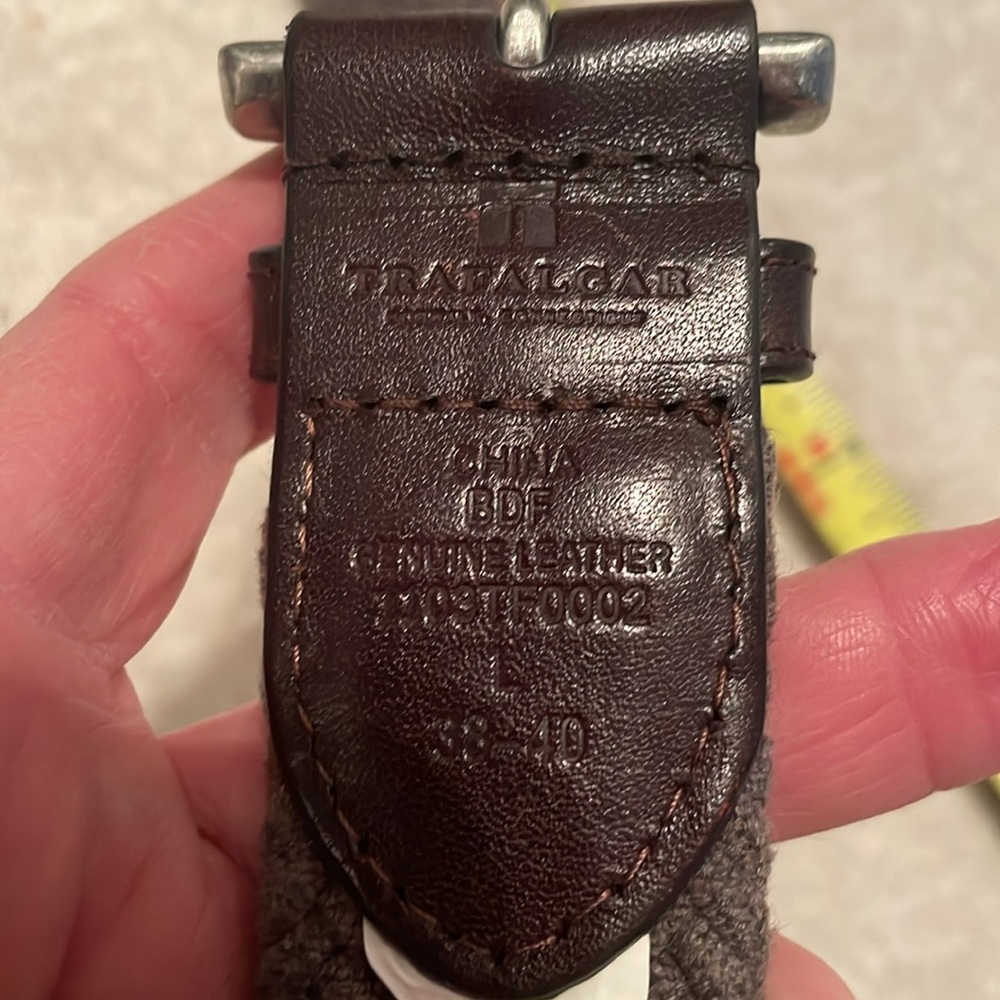 TRAFALGAR
CHINA
BDF
GENUINE LEATHER
L
38-40